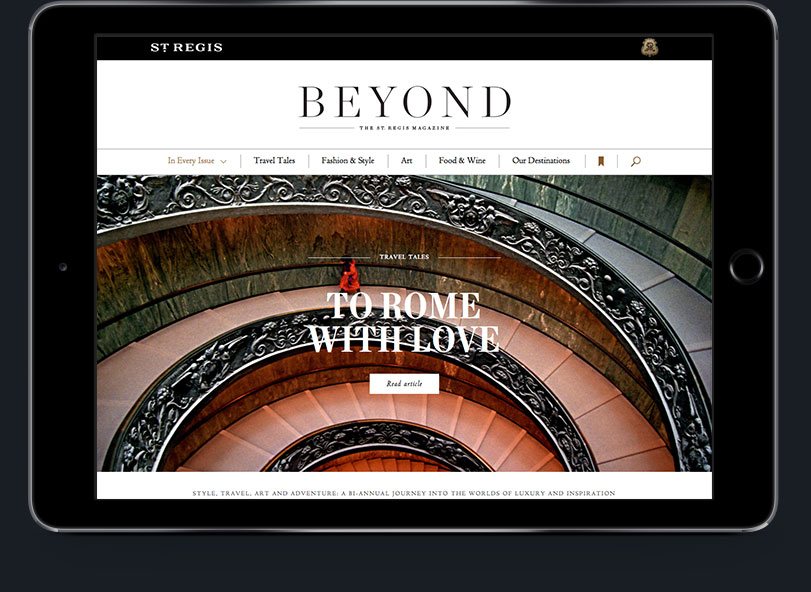 ST REGIS
BEYOND
THE ST. REGIS MAGAZINE
In Every Issue
Travel Tales
Fashion & Style
Art
Food & Wine
Our Destinations
TRAVEL TALES
TO ROME
WITH LOVE
Read article
STYLE, TRAVEL, ART AND ADVENTURE: A BI-ANNUAL JOURNEY INTO THE WORLDS OF LUXURY AND INSPIRATION